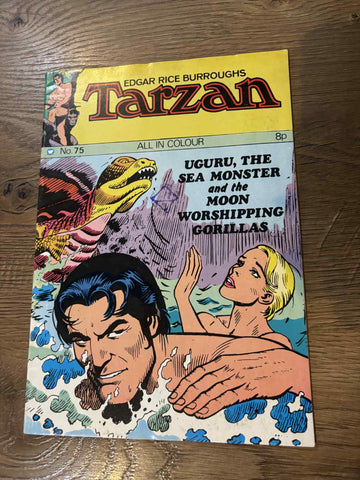 EDGAR RICE BURROUGHS
Tarzan
No. 75
ALL IN COLOUR
8p
UGURU, THE
SEA MONSTER
and the
MOON
WORSHIPPING
GORILLAS